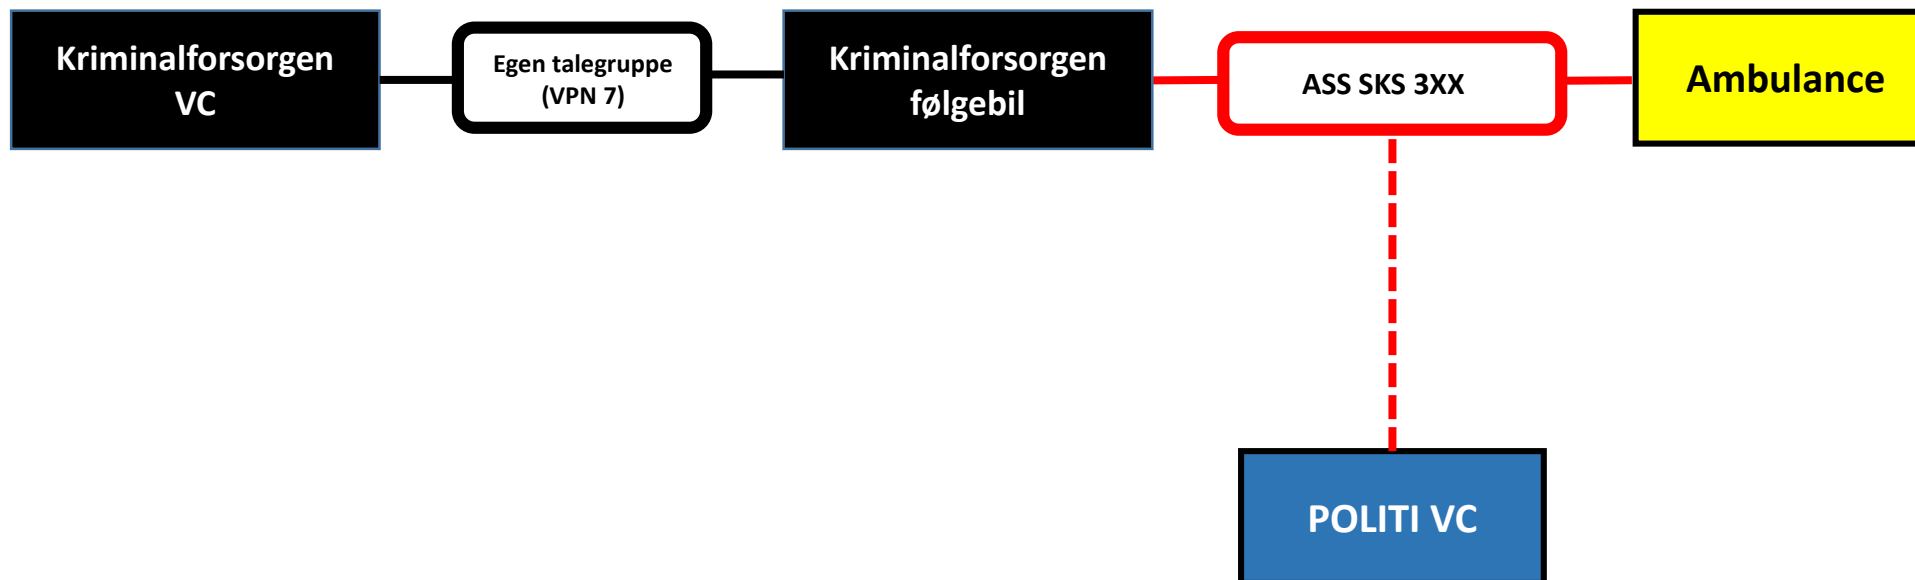 Kriminalforsorgen
VC
Egen talegruppe
(VPN 7)
Kriminalforsorgen
følgebil
ASS SKS 3XX
Ambulance
POLITI VC